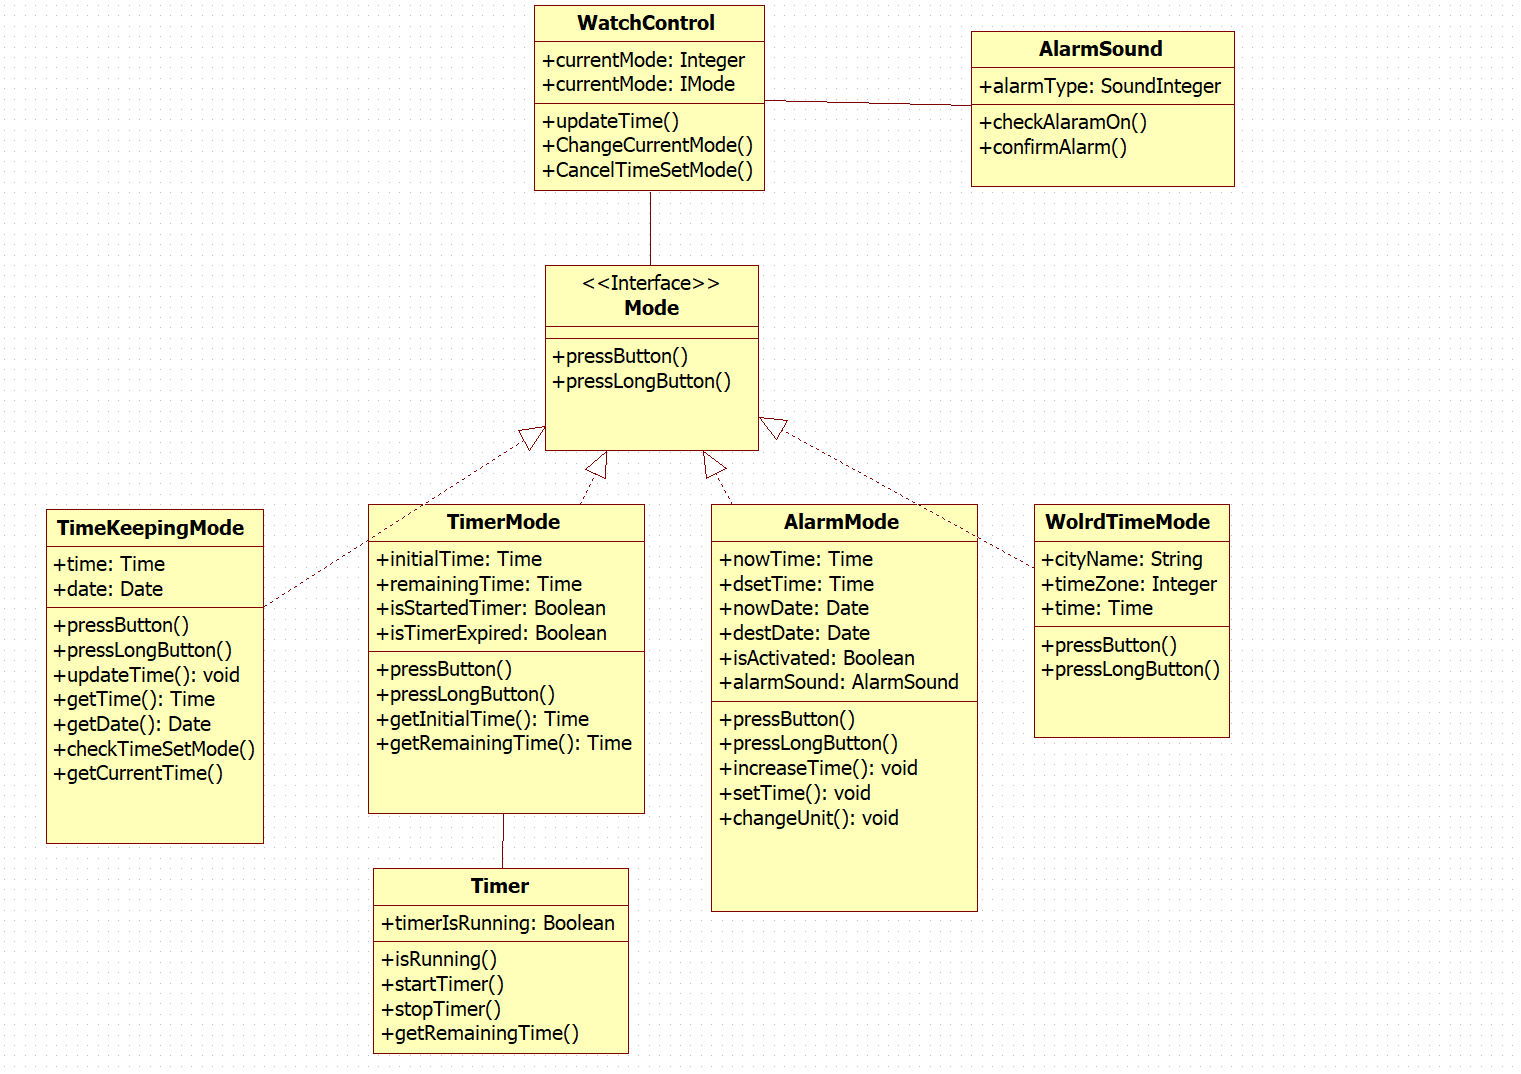 WatchControl
+currentMode: Integer
+currentMode: IMode
+updateTime()
+ChangeCurrentMode()
+CancelTimeSetMode()
AlarmSound
+alarmType: SoundInteger
+checkAlaramOn()
+confirmAlarm()
<<Interface>>
Mode
+pressButton()
+pressLongButton()
TimeKeepingMode
+time: Time
+date: Date
+pressButton()
+pressLongButton()
+updateTime(): void
+getTime(): Time
+getDate(): Date
+checkTimeSetMode()
+getCurrentTime()
TimerMode
+initialTime: Time
+remainingTime: Time
+isStartedTimer: Boolean
+isTimerExpired: Boolean
+pressButton()
+pressLongButton()
+getInitialTime(): Time
+getRemainingTime(): Time
AlarmMode
+nowTime: Time
+dsetTime: Time
+nowDate: Date
+destDate: Date
+isActivated: Boolean
+alarmSound: AlarmSound
+pressButton()
+pressLongButton()
+increaseTime(): void
+setTime(): void
+changeUnit(): void
WolrdTimeMode
+cityName: String
+timeZone: Integer
+time: Time
+pressButton()
+pressLongButton()
Timer
+timerIsRunning: Boolean
+isRunning()
+startTimer()
+stopTimer()
+getRemainingTime()